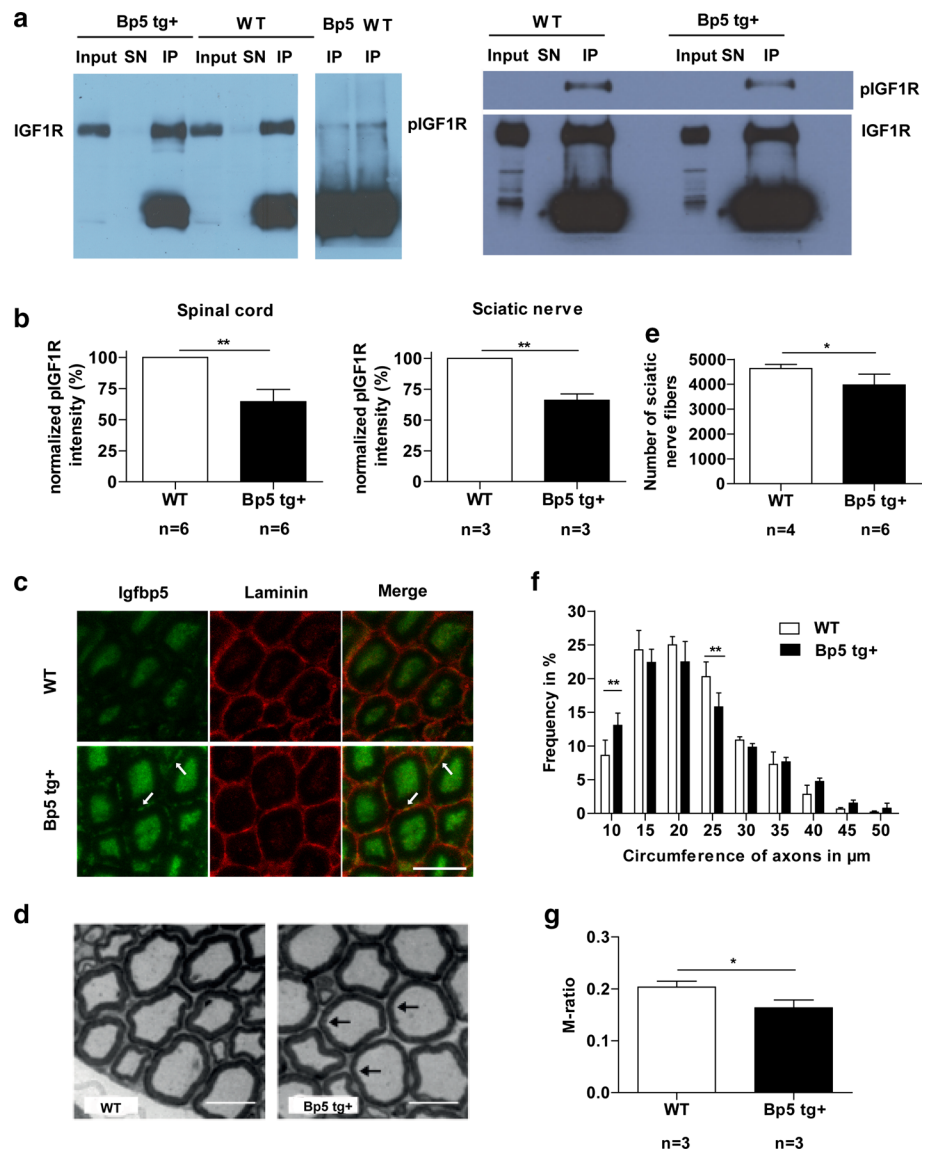 a
Bp5 tg+ WT Bp5 WT
Input SN IP Input SN IP IP IP
IGF1R
pIGF1R
WT Bp5 tg+
Input SN IP Input SN IP
pIGF1R
IGF1R
b
Spinal cord
normalized pIGF1R
intensity (%)
100
75
50
25
0
**
WT Bp5 tg+
n=6 n=6
Sciatic nerve
normalized pIGF1R
intensity (%)
100
75
50
25
0
**
WT Bp5 tg+
n=3 n=3
e
Number of sciatic
nerve fibers
5000
4000
3000
2000
1000
0
*
WT Bp5 tg+
n=4 n=6
c
Igfbp5 Laminin Merge
WT
Bp5 tg+
f
Frequency in %
30
25
20
15
10
5
0
**
**
WT
Bp5 tg+
10 15 20 25 30 35 40 45 50
Circumference of axons in µm
d
WT
Bp5 tg+
g
M-ratio
0.3
0.2
0.1
0.0
*
WT Bp5 tg+
n=3 n=3